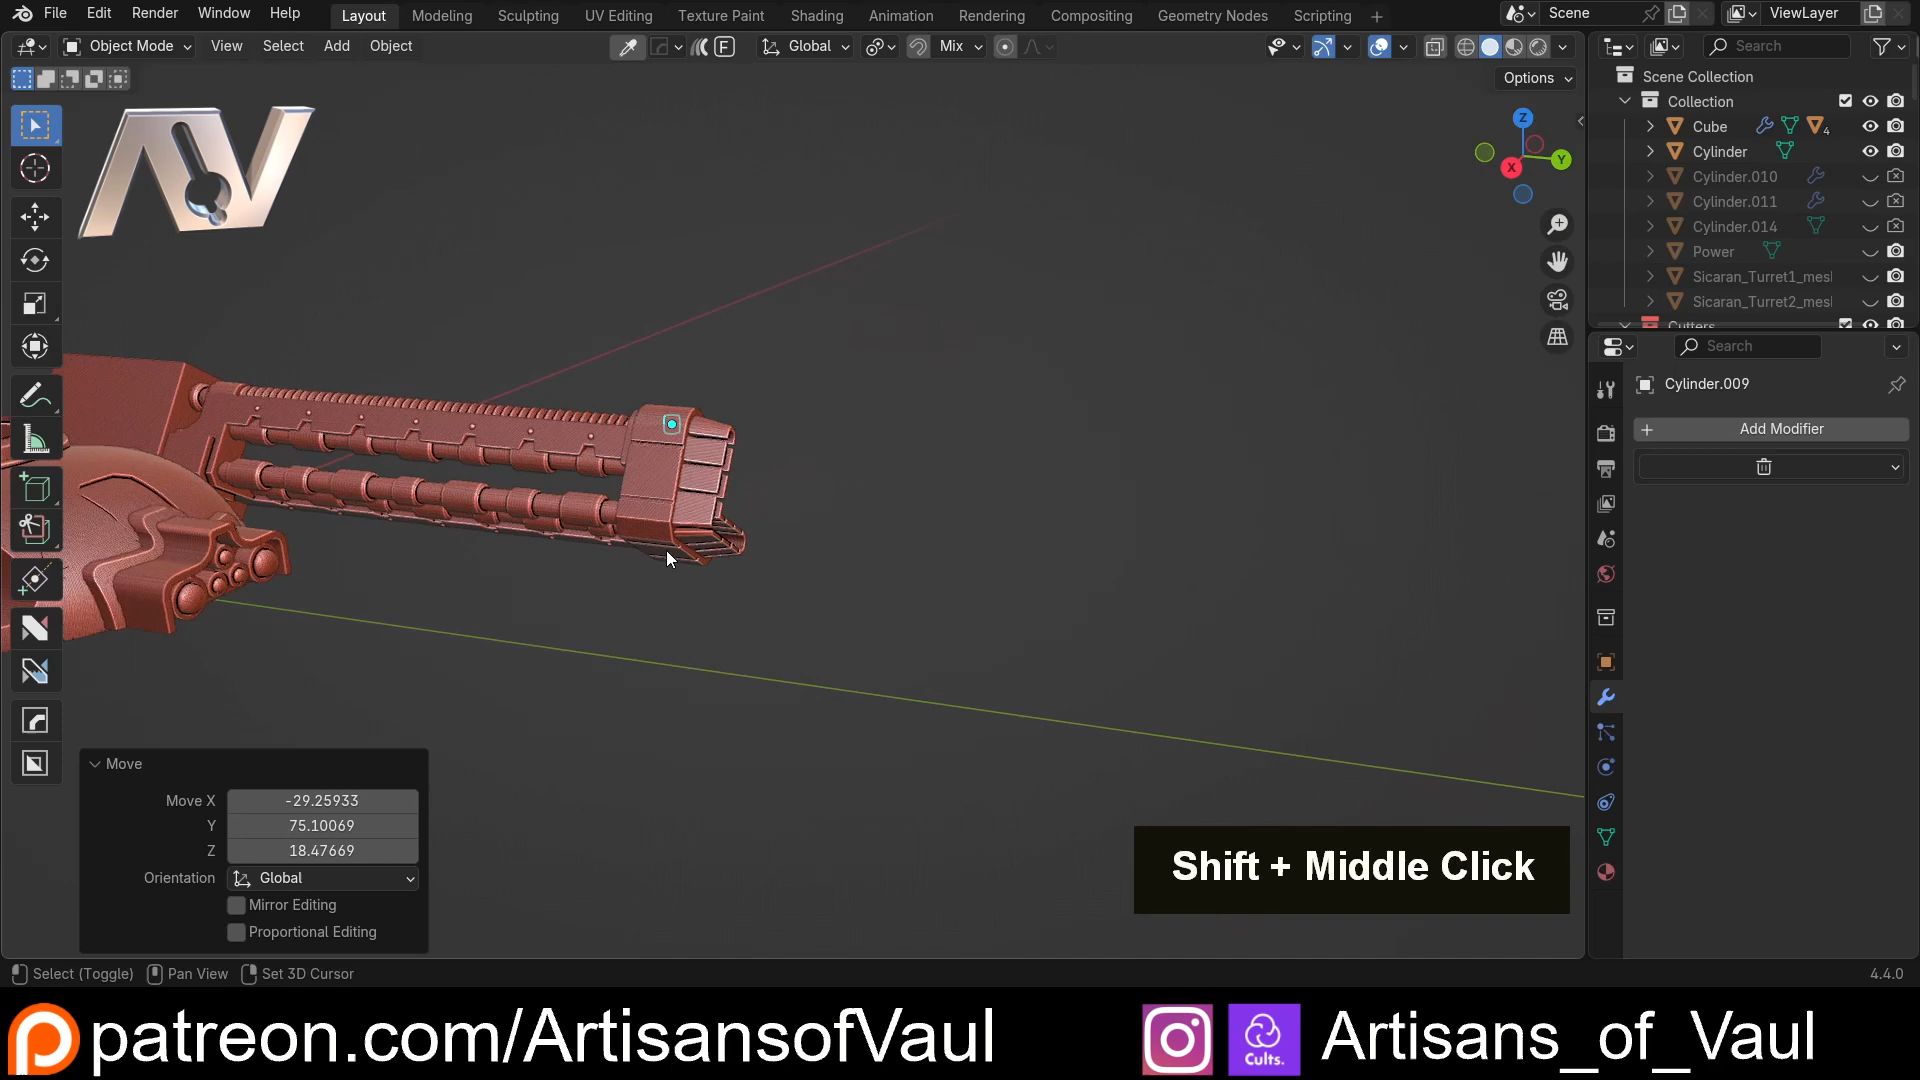 File Edit Render Window Help Layout Modeling Sculpting UV Editing Texture Paint Shading Animation Rendering Compositing Geometry Nodes Scripting + Scene ViewLayer
Object Mode View Select Add Object F Global Mix Search
Options
Scene Collection
Collection
Cube 4
Cylinder
Cylinder.010
Cylinder.011
Cylinder.014
Power
Sicaran_Turret1_mesl
Sicaran_Turret2_mesl
Cutters
Z
Y
X
Search
Cylinder.009
+ Add Modifier
Move
Move X -29.25933
Y 75.10069
Z 18.47669
Orientation Global
Mirror Editing
Proportional Editing
Shift + Middle Click
Select (Toggle) Pan View Set 3D Cursor 4.4.0
patreon.com/ArtisansofVaul Cults. Artisans_of_Vaul